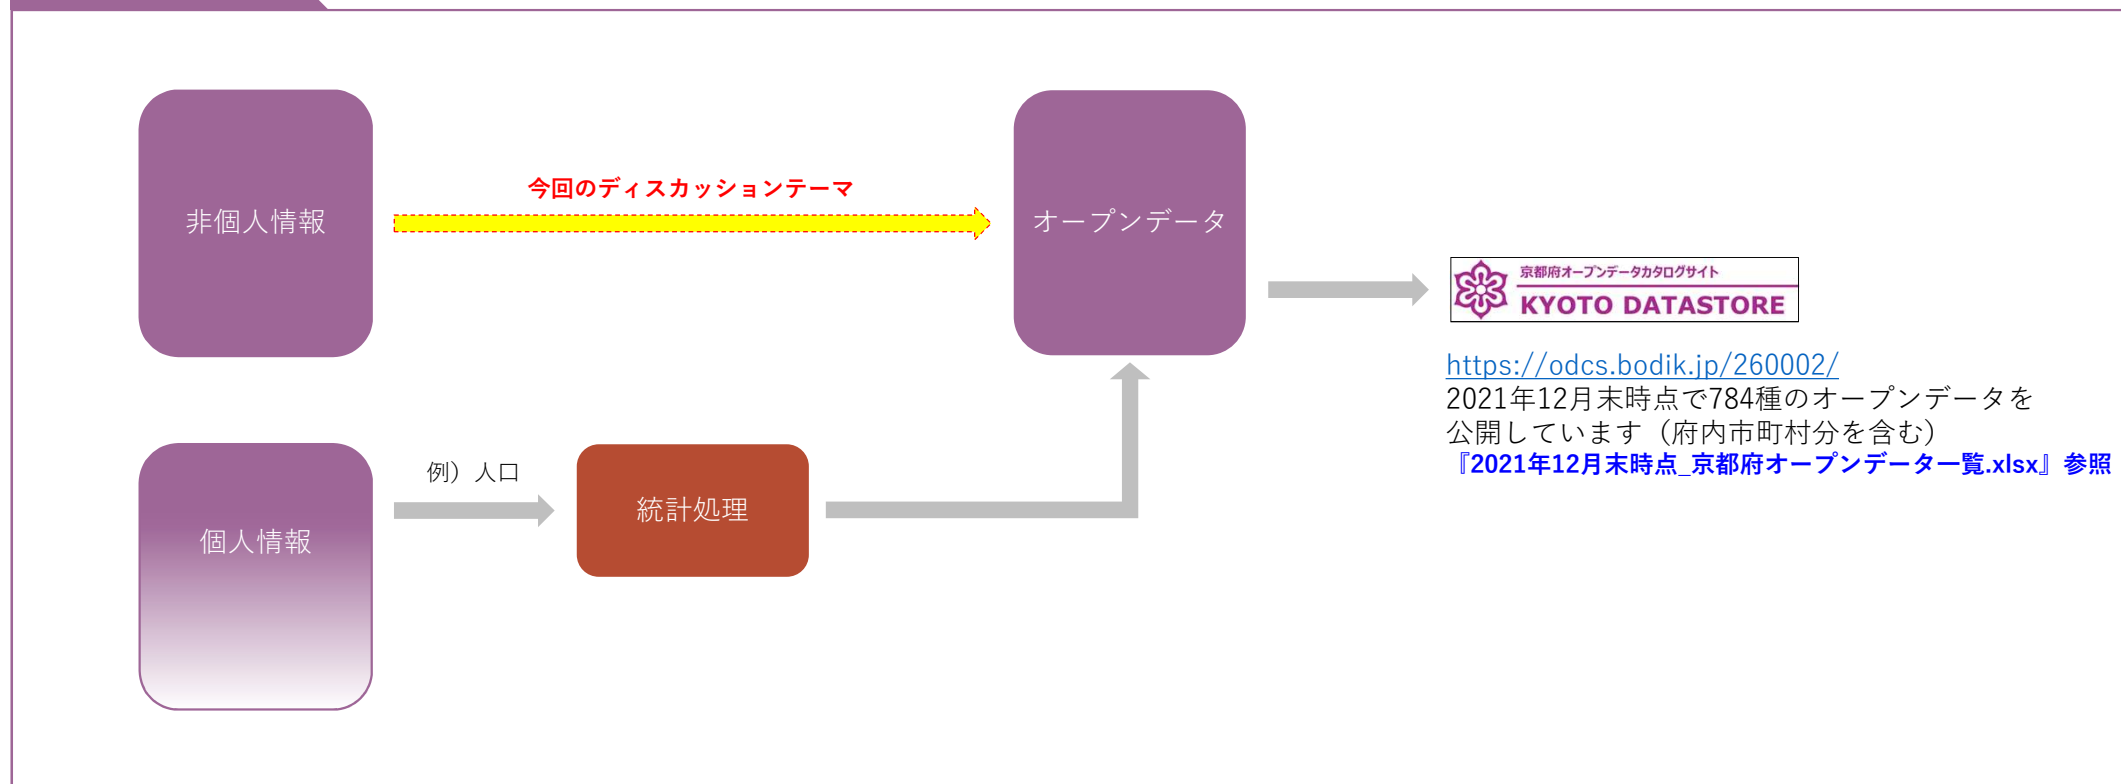 今回のディスカッションテーマ
非個人情報
オープンデータ
京都府オープンデータカタログサイト
KYOTO DATASTORE
https://odcs.bodik.jp/260002/
2021年12月末時点で784種のオープンデータを
公開しています（府内市町村分を含む）
『2021年12月末時点_京都府オープンデータ一覧.xlsx』参照
例）人口
統計処理
個人情報